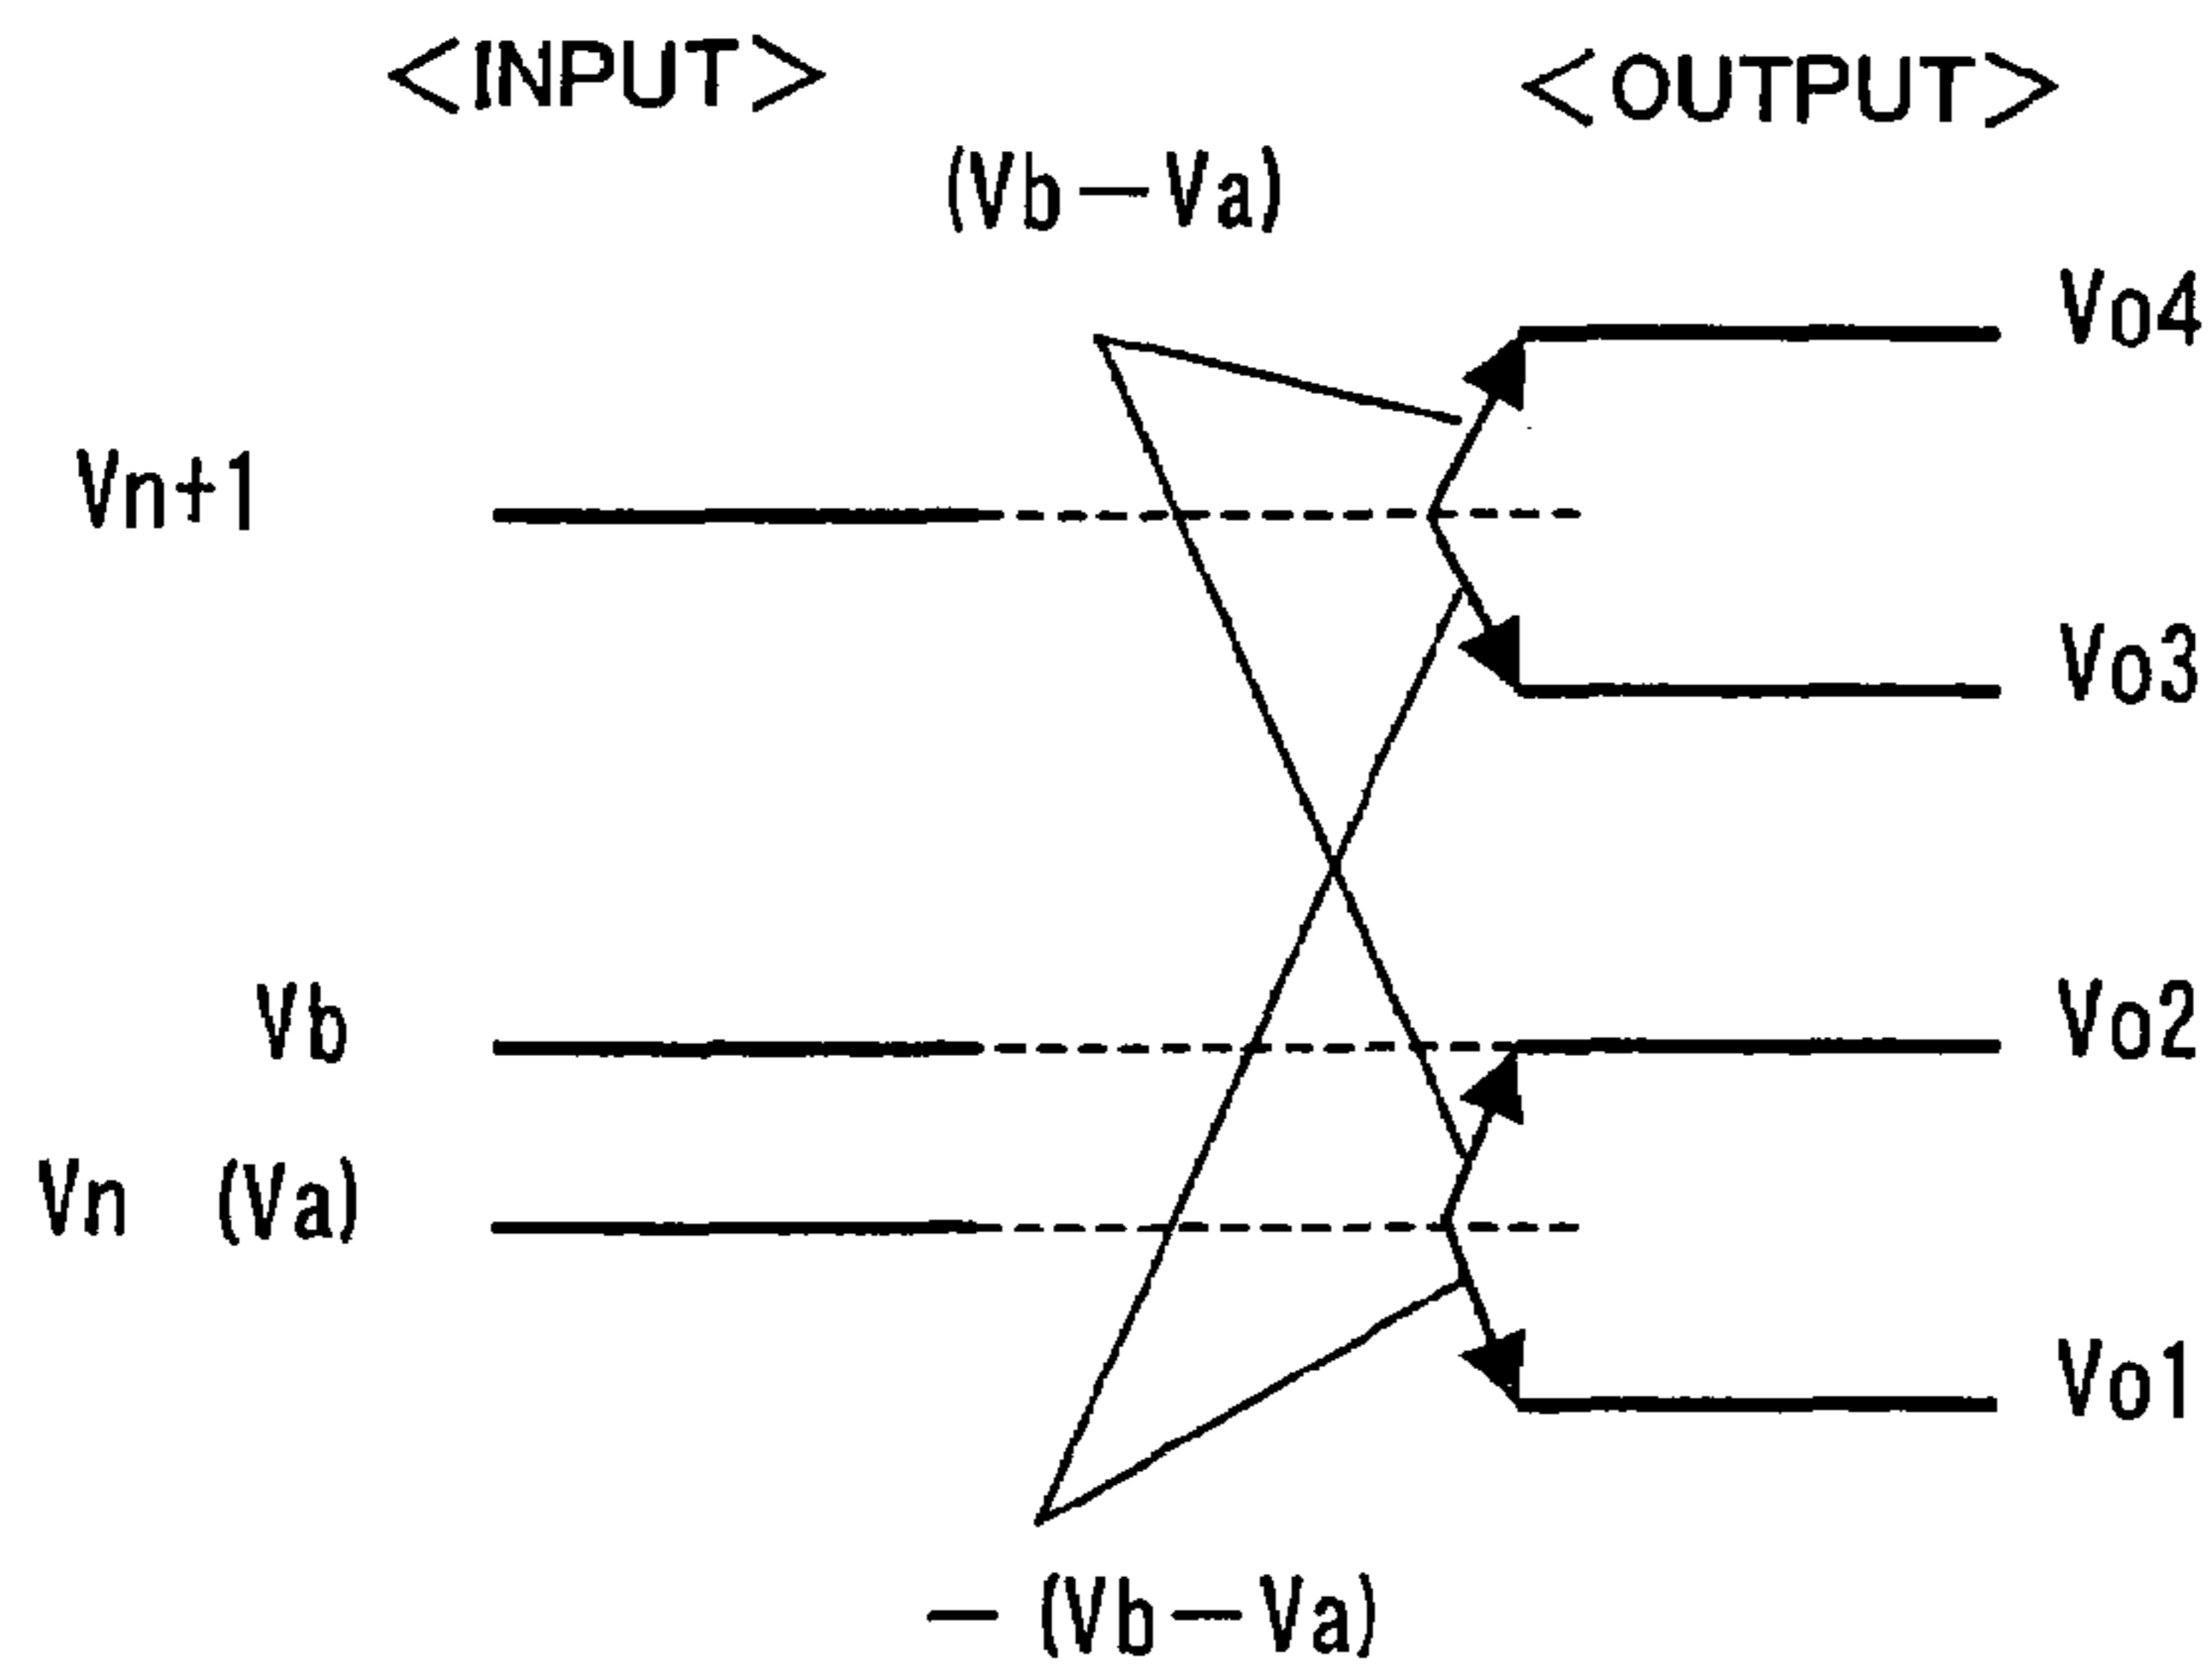 <INPUT>
<OUTPUT>
(Vb－Va)
Vo4
Vn+1
Vo3
Vb
Vo2
Vn (Va)
Vo1
－(Vb－Va)